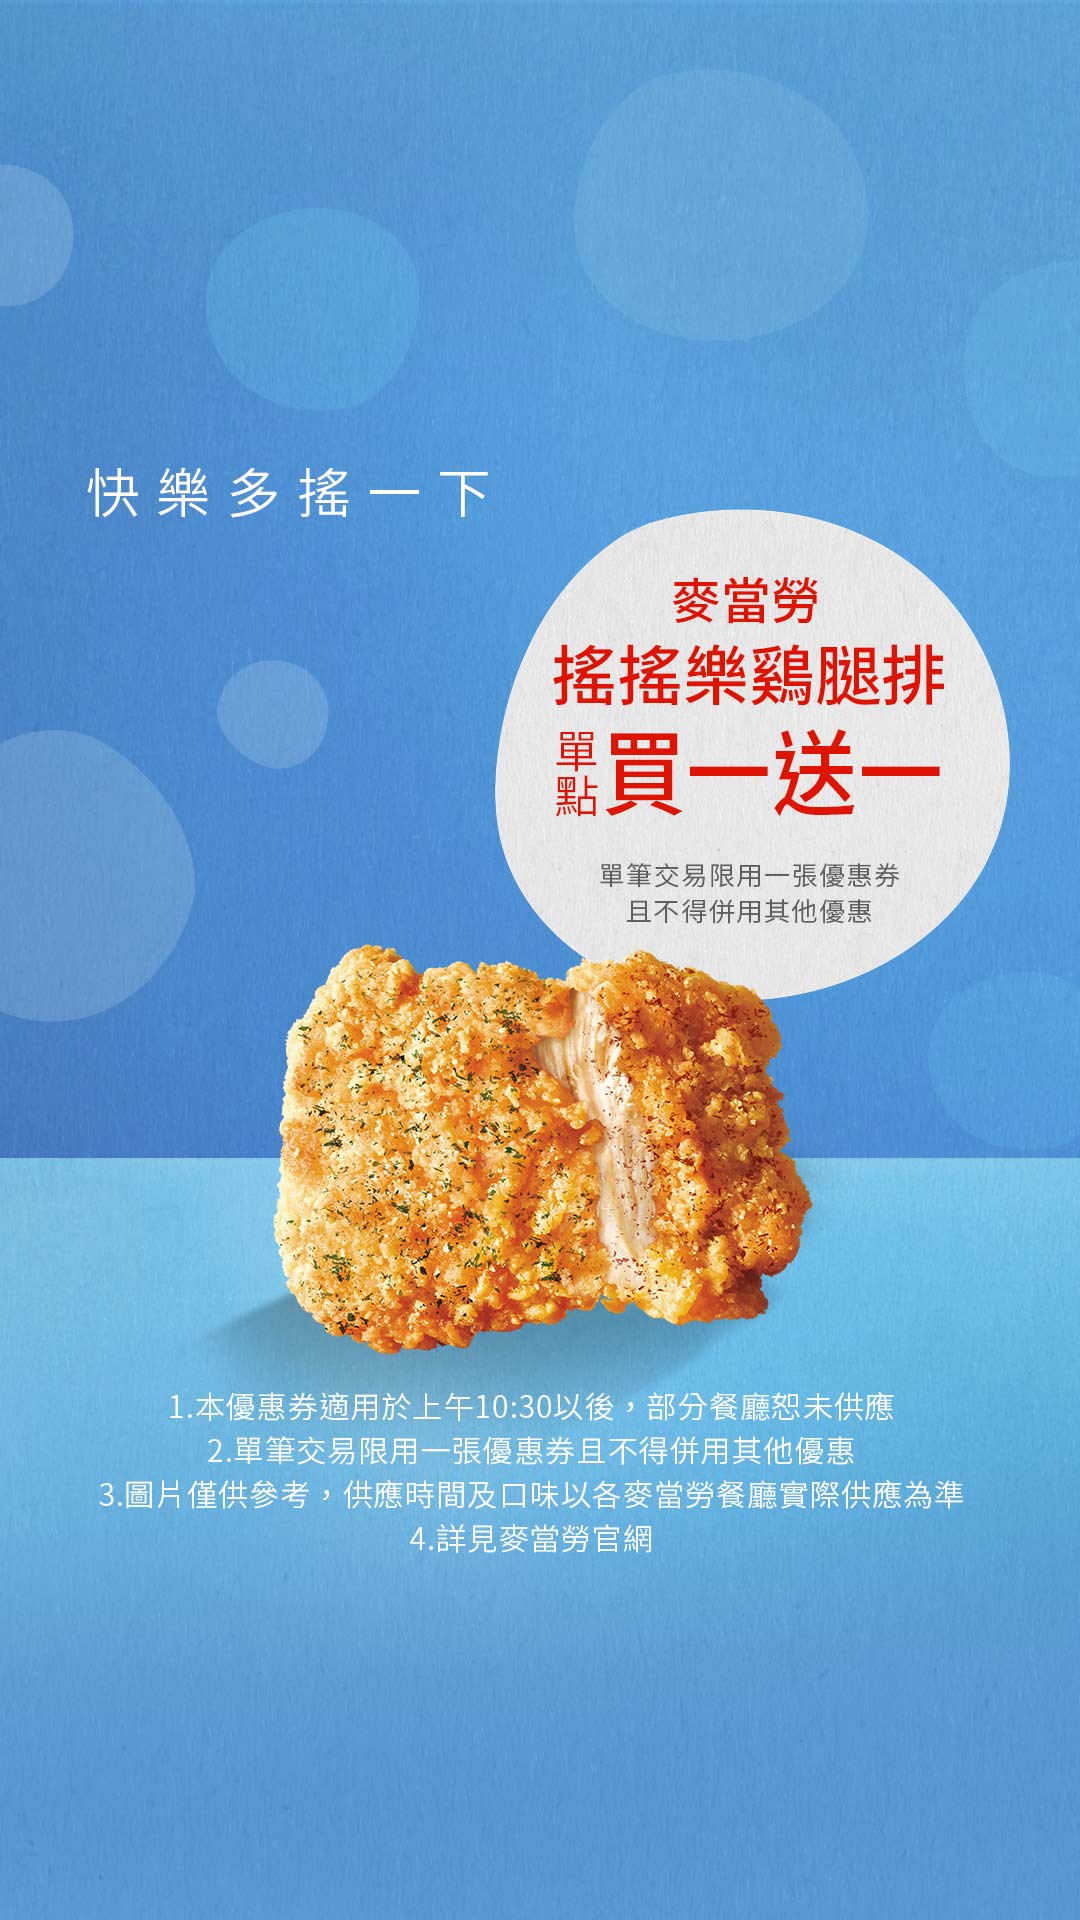 快樂多搖一下
麥當勞
搖搖樂鷄腿排
單點買一送一
單筆交易限用一張優惠券
且不得併用其他優惠
1.本優惠券適用於上午10:30以後，部分餐廳恕未供應
2.單筆交易限用一張優惠券且不得併用其他優惠
3.圖片僅供參考，供應時間及口味以各麥當勞餐廳實際供應為準
4.詳見麥當勞官網